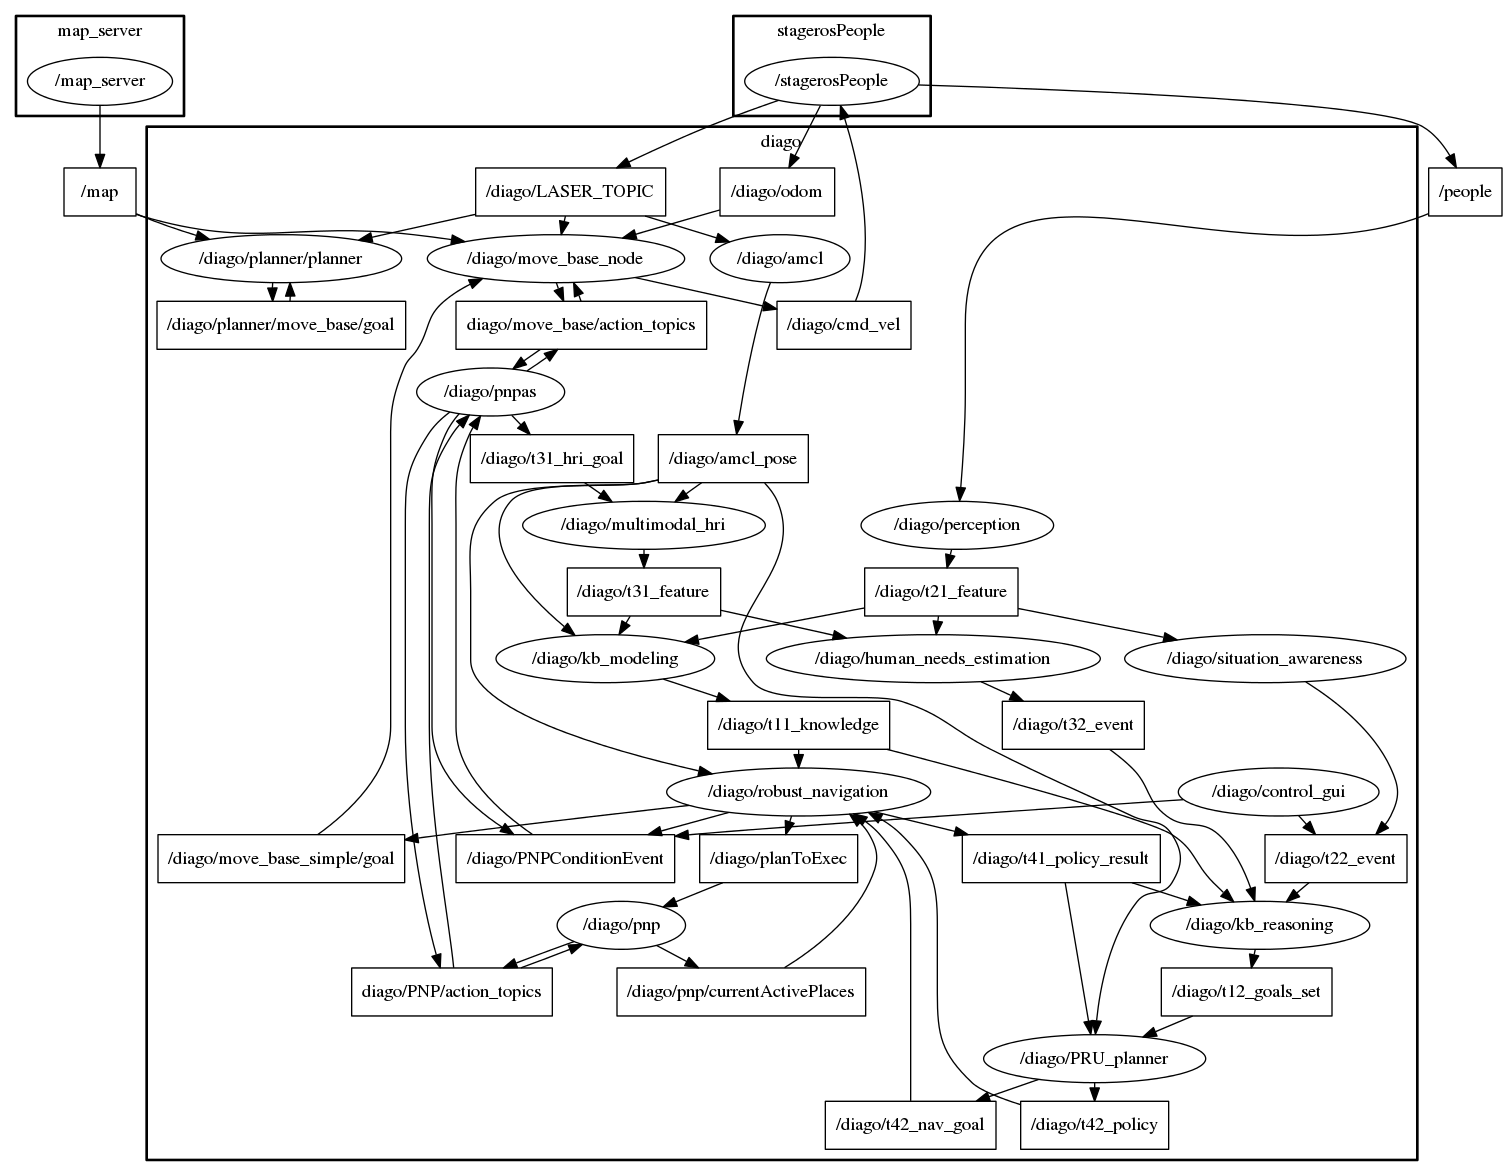 map_server
stagerosPeople
/map_server
/stagerosPeople
diago
/map
/diago/LASER_TOPIC
/diago/odom
/people
/diago/planner/planner
/diago/move_base_node
/diago/amcl
/diago/planner/move_base/goal
diago/move_base/action_topics
/diago/cmd_vel
/diago/pnpas
/diago/t31_hri_goal
/diago/amcl_pose
/diago/multimodal_hri
/diago/perception
/diago/t31_feature
/diago/t21_feature
/diago/kb_modeling
/diago/human_needs_estimation
/diago/situation_awareness
/diago/t11_knowledge
/diago/t32_event
/diago/robust_navigation
/diago/control_gui
/diago/move_base_simple/goal
/diago/PNPConditionEvent
/diago/planToExec
/diago/t41_policy_result
/diago/t22_event
/diago/pnp
/diago/kb_reasoning
diago/PNP/action_topics
/diago/pnp/currentActivePlaces
/diago/t12_goals_set
/diago/PRU_planner
/diago/t42_nav_goal
/diago/t42_policy